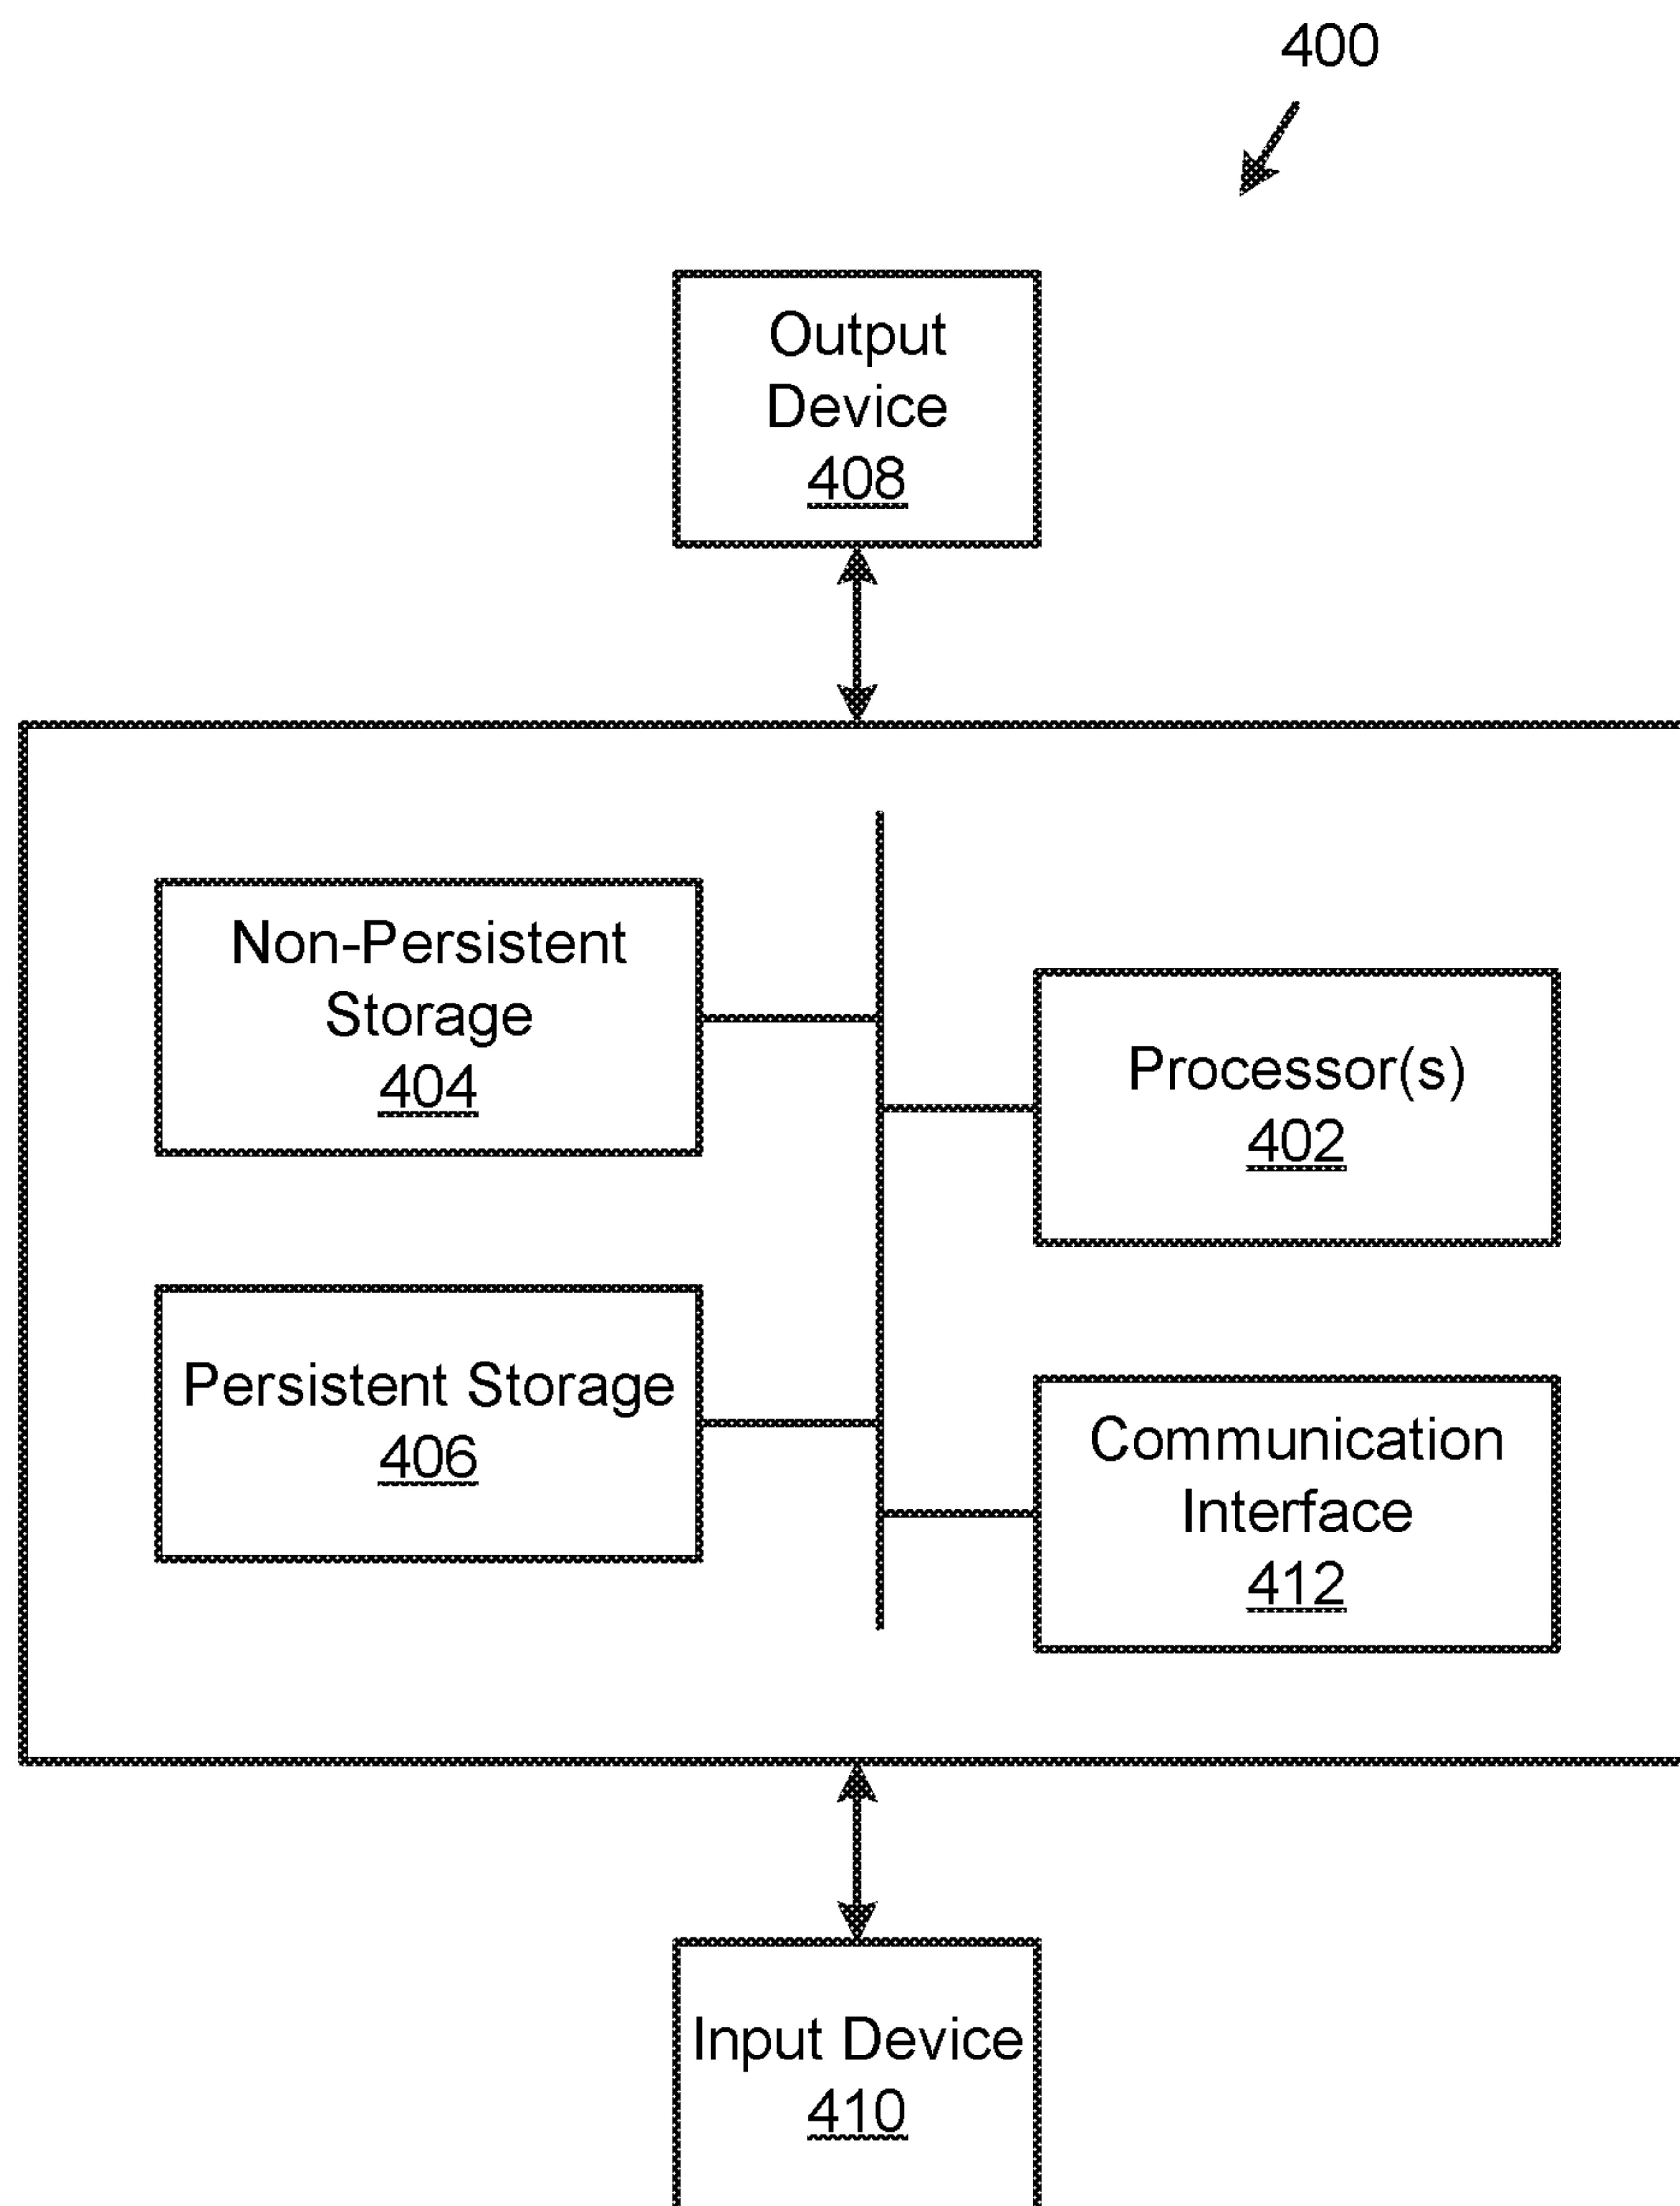 400
Output
Device
408
Non-Persistent
Storage
404
Processor(s)
402
Persistent Storage
406
Communication
Interface
412
Input Device
410